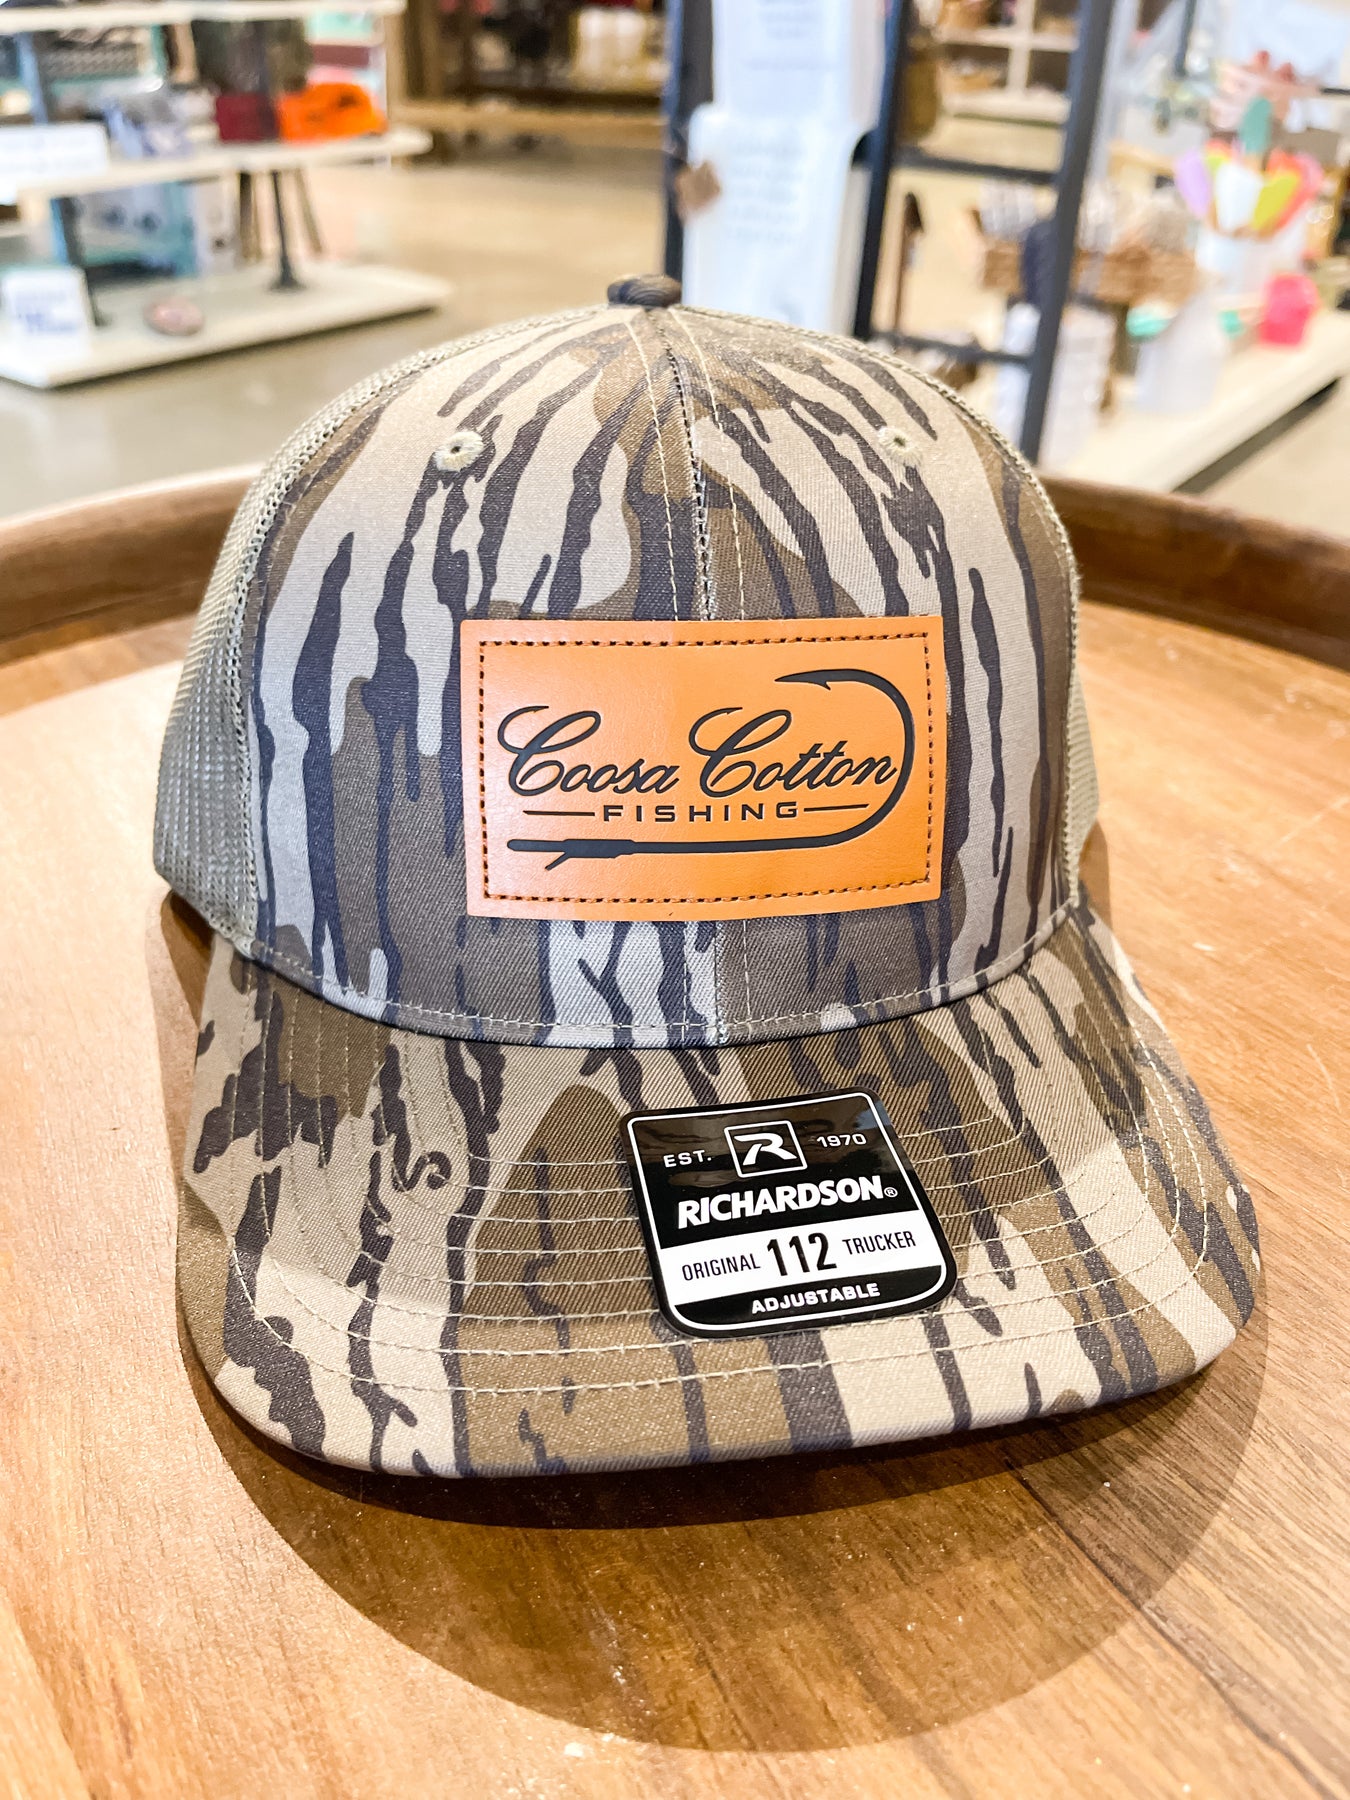 Coosa Cotton
FISHING
EST. R 1970
RICHARDSON®
ORIGINAL 112 TRUCKER
ADJUSTABLE